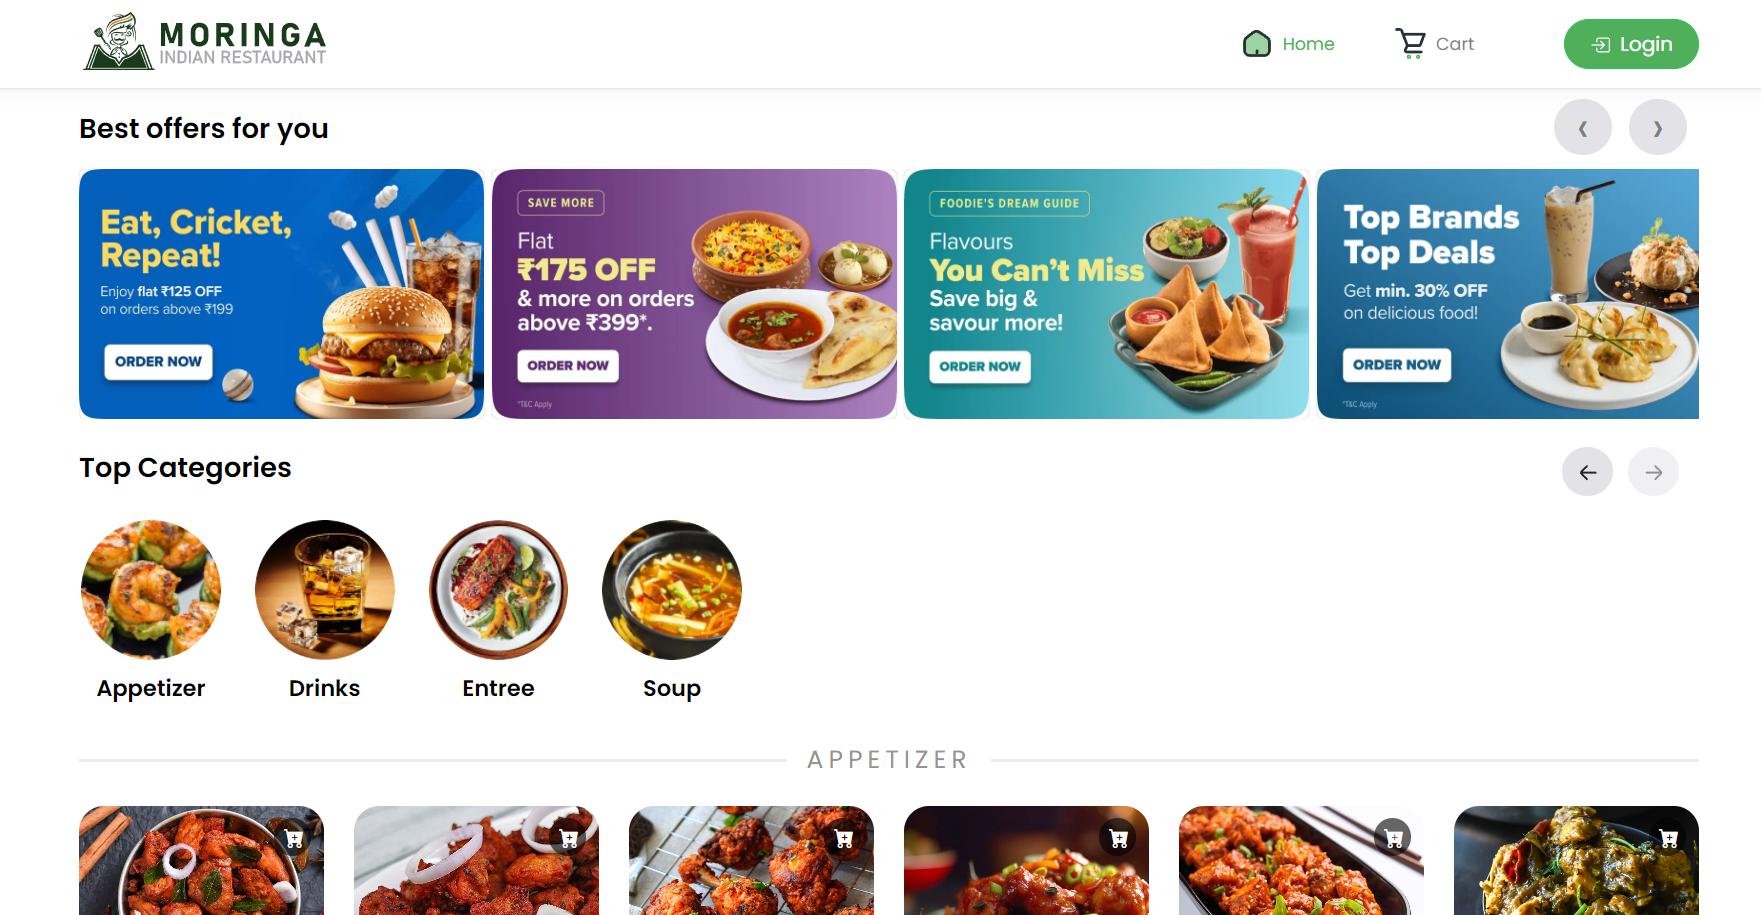 MORINGA
INDIAN RESTAURANT
Home
Cart
Login
Best offers for you
Eat, Cricket,
Repeat!
Enjoy flat ₹125 OFF
on orders above ₹199
ORDER NOW
SAVE MORE
Flat
₹175 OFF
& more on orders
above ₹399*.
ORDER NOW
*T&C Apply
FOODIE'S DREAM GUIDE
Flavours
You Can't Miss
Save big &
savour more!
ORDER NOW
Top Brands
Top Deals
Get min. 30% OFF
on delicious food!
ORDER NOW
*T&C Apply
Top Categories
Appetizer
Drinks
Entree
Soup
APPETIZER